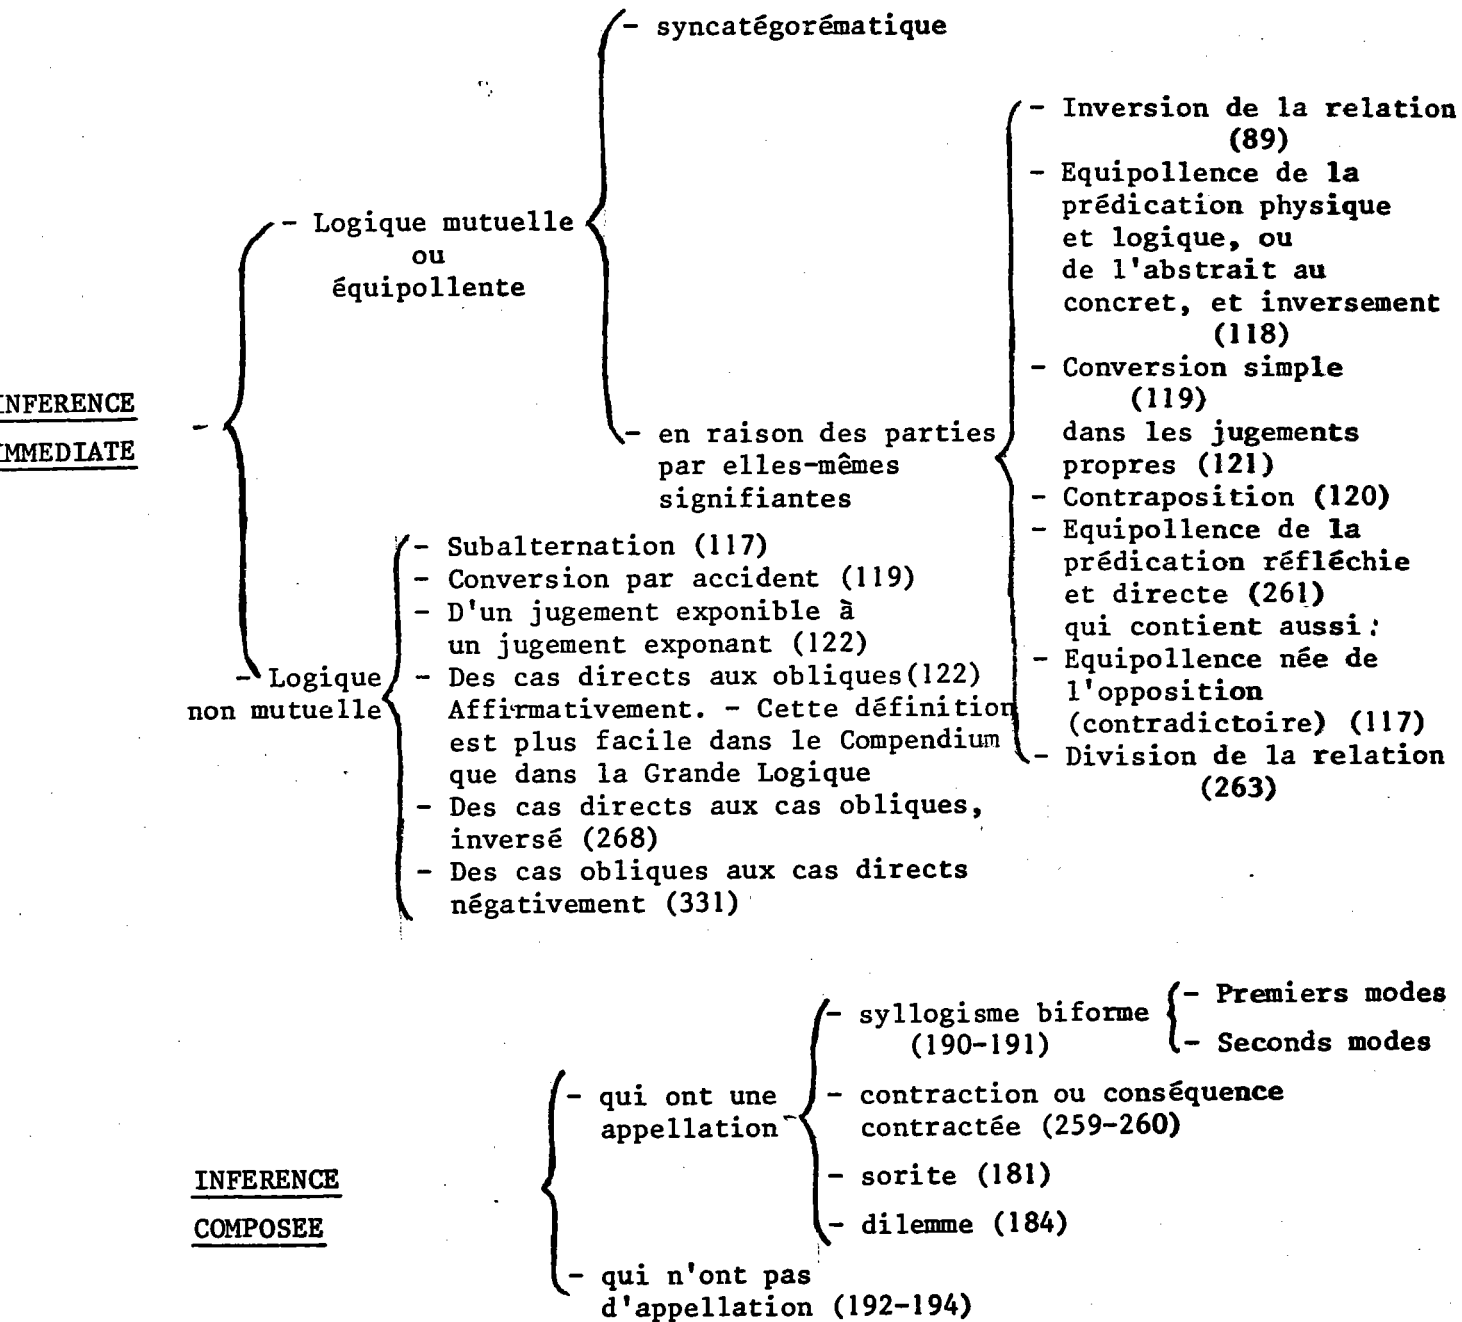 - syncatégorématique
- Inversion de la relation
(89)
- Equipollence de la
prédication physique
et logique, ou
de l'abstrait au
concret, et inversement
(118)
- Conversion simple
(119)
dans les jugements
propres (121)
- Contraposition (120)
- Equipollence de la
prédication réfléchie
et directe (261)
qui contient aussi:
- Equipollence née de
l'opposition
(contradictoire) (117)
- Division de la relation
(263)
- Logique mutuelle
ou
équipollente
- en raison des parties
par elles-mêmes
signifiantes
INFERENCE -
IMMEDIATE
- Logique
non mutuelle
- Subalternation (117)
- Conversion par accident (119)
- D'un jugement exponible à
un jugement exponant (122)
- Des cas directs aux obliques(122)
Affirmativement. - Cette définition
est plus facile dans le Compendium
que dans la Grande Logique
- Des cas directs aux cas obliques,
inversé (268)
- Des cas obliques aux cas directs
négativement (331)
INFERENCE
COMPOSEE
- qui ont une
appellation -
- syllogisme biforme
(190-191)
- Premiers modes
- Seconds modes
- contraction ou conséquence
contractée (259-260)
- sorite (181)
- dilemme (184)
- qui n'ont pas
d'appellation (192-194)